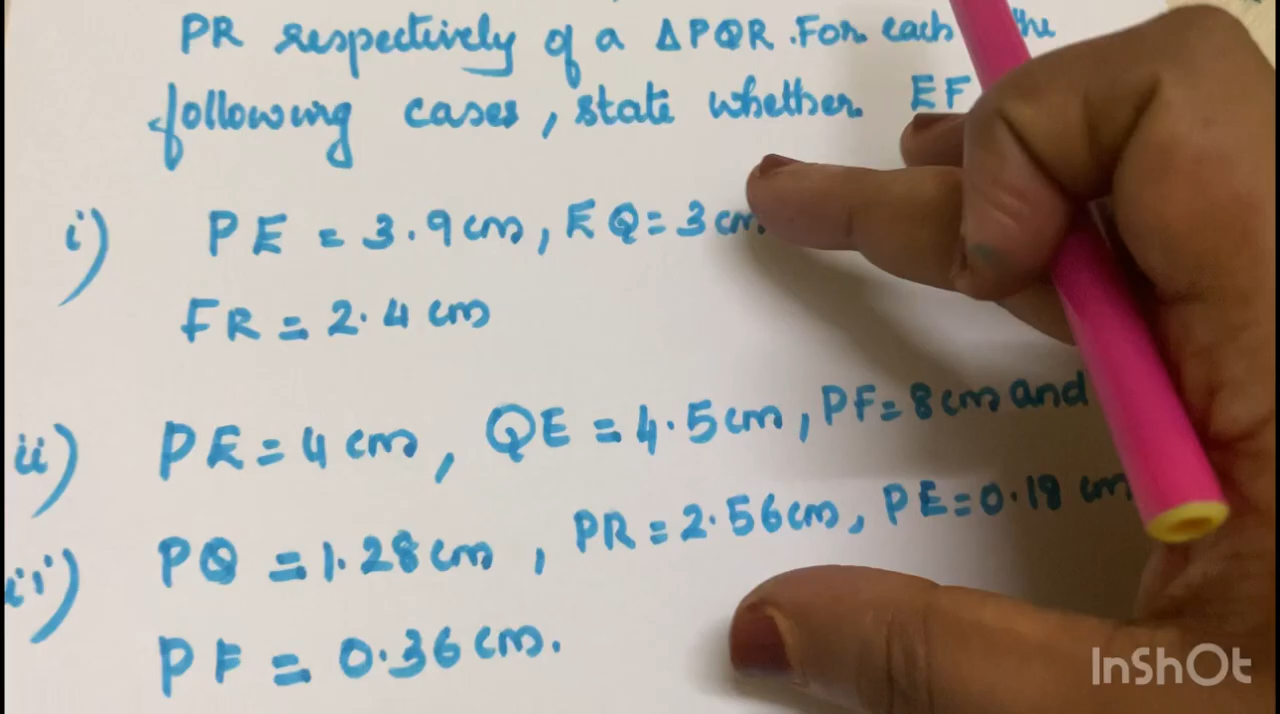 PR respectively of a ΔPQR. For each the
following cases, state whether EF
i) PE = 3.9 cm, EQ = 3 cm
FR = 2.4 cm
ii) PE = 4 cm, QE = 4.5 cm, PF = 8 cm and
PQ = 1.28 cm, PR = 2.56 cm, PE = 0.18 cm
PF = 0.36 cm.
InShOt